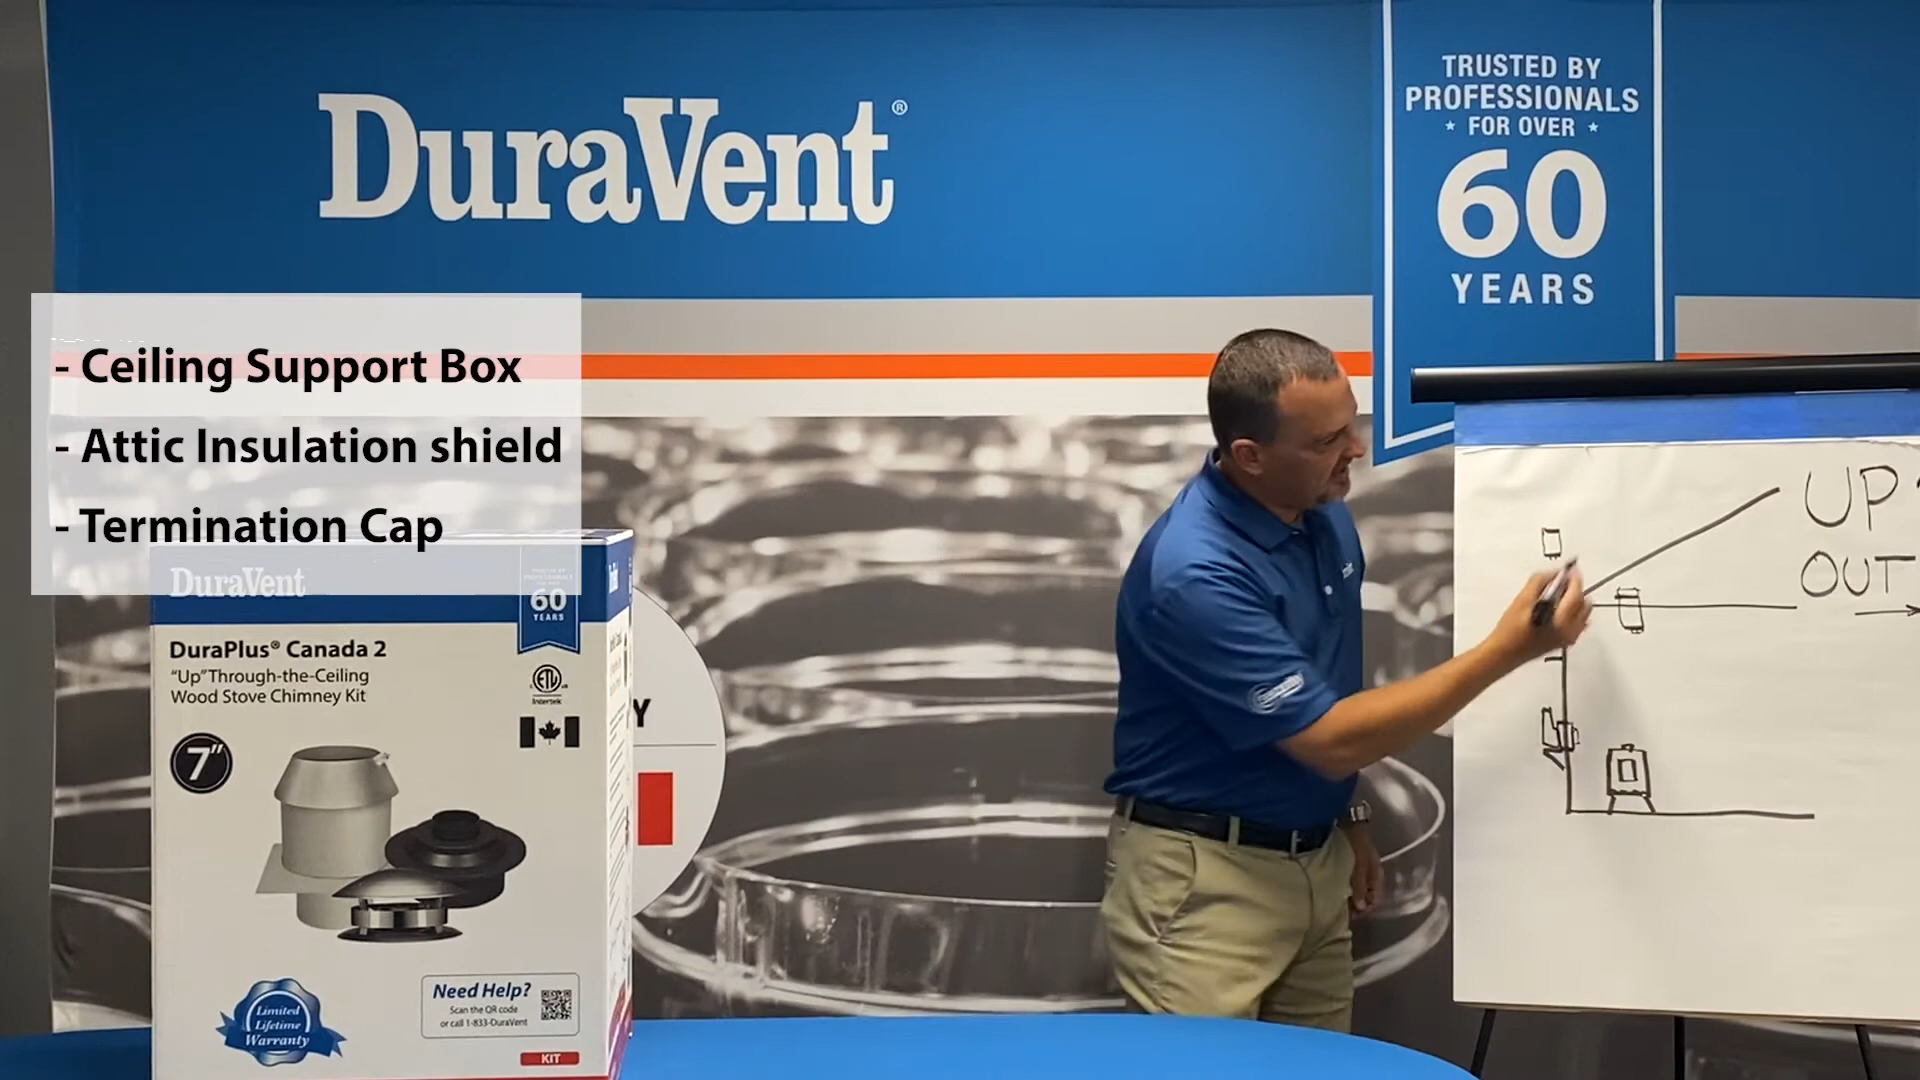 DuraVent®
TRUSTED BY
PROFESSIONALS
FOR OVER
60
YEARS
- Ceiling Support Box
- Attic Insulation shield
- Termination Cap
DuraVent
60
YEARS
DuraPlus® Canada 2
"Up"Through-the-Ceiling
Wood Stove Chimney Kit
ETL
Intertek
7"
Limited
Lifetime
Warranty
Need Help?
Scan the QR code
or call 1-833-DuraVent
KIT
Y
UP
OUT